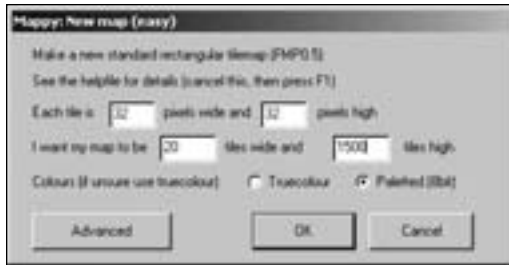 Mappy: New map (easy)
Make a new standard rectangular tilemap (FMP0.5)
See the helpfile for details (cancel this, then press F1)
Each tile is 32 pixels wide and 32 pixels high
I want my map to be 20 tiles wide and 1500 tiles high
Colours (if unsure use truecolour) Truecolour Paletted (8bit)
Advanced OK Cancel